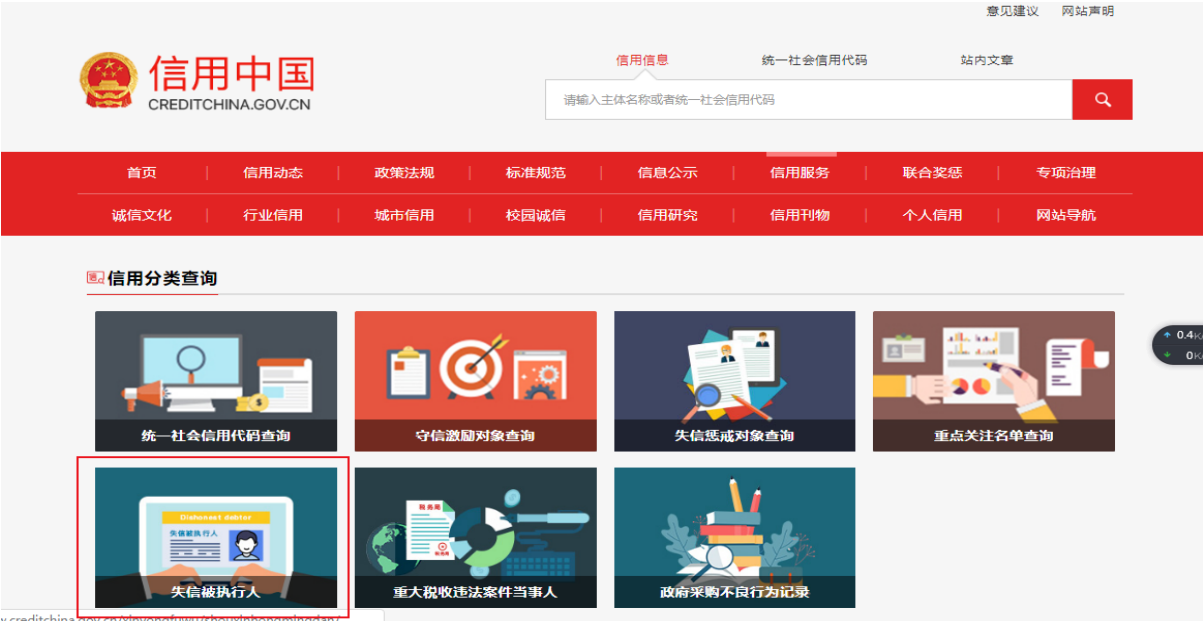 意见建议 网站声明
信用中国
CREDITCHINA.GOV.CN
信用信息 统一社会信用代码 站内文章
请输入主体名称或者统一社会信用代码
首页 信用动态 政策法规 标准规范 信息公示 信用服务 联合奖惩 专项治理
诚信文化 行业信用 城市信用 校园诚信 信用研究 信用刊物 个人信用 网站导航
信用分类查询
0.4K
0K
统一社会信用代码查询 守信激励对象查询 失信惩戒对象查询 重点关注名单查询
Dishonest debtor
失信被执行人
税务局
失信被执行人 重大税收违法案件当事人 政府采购不良行为记录